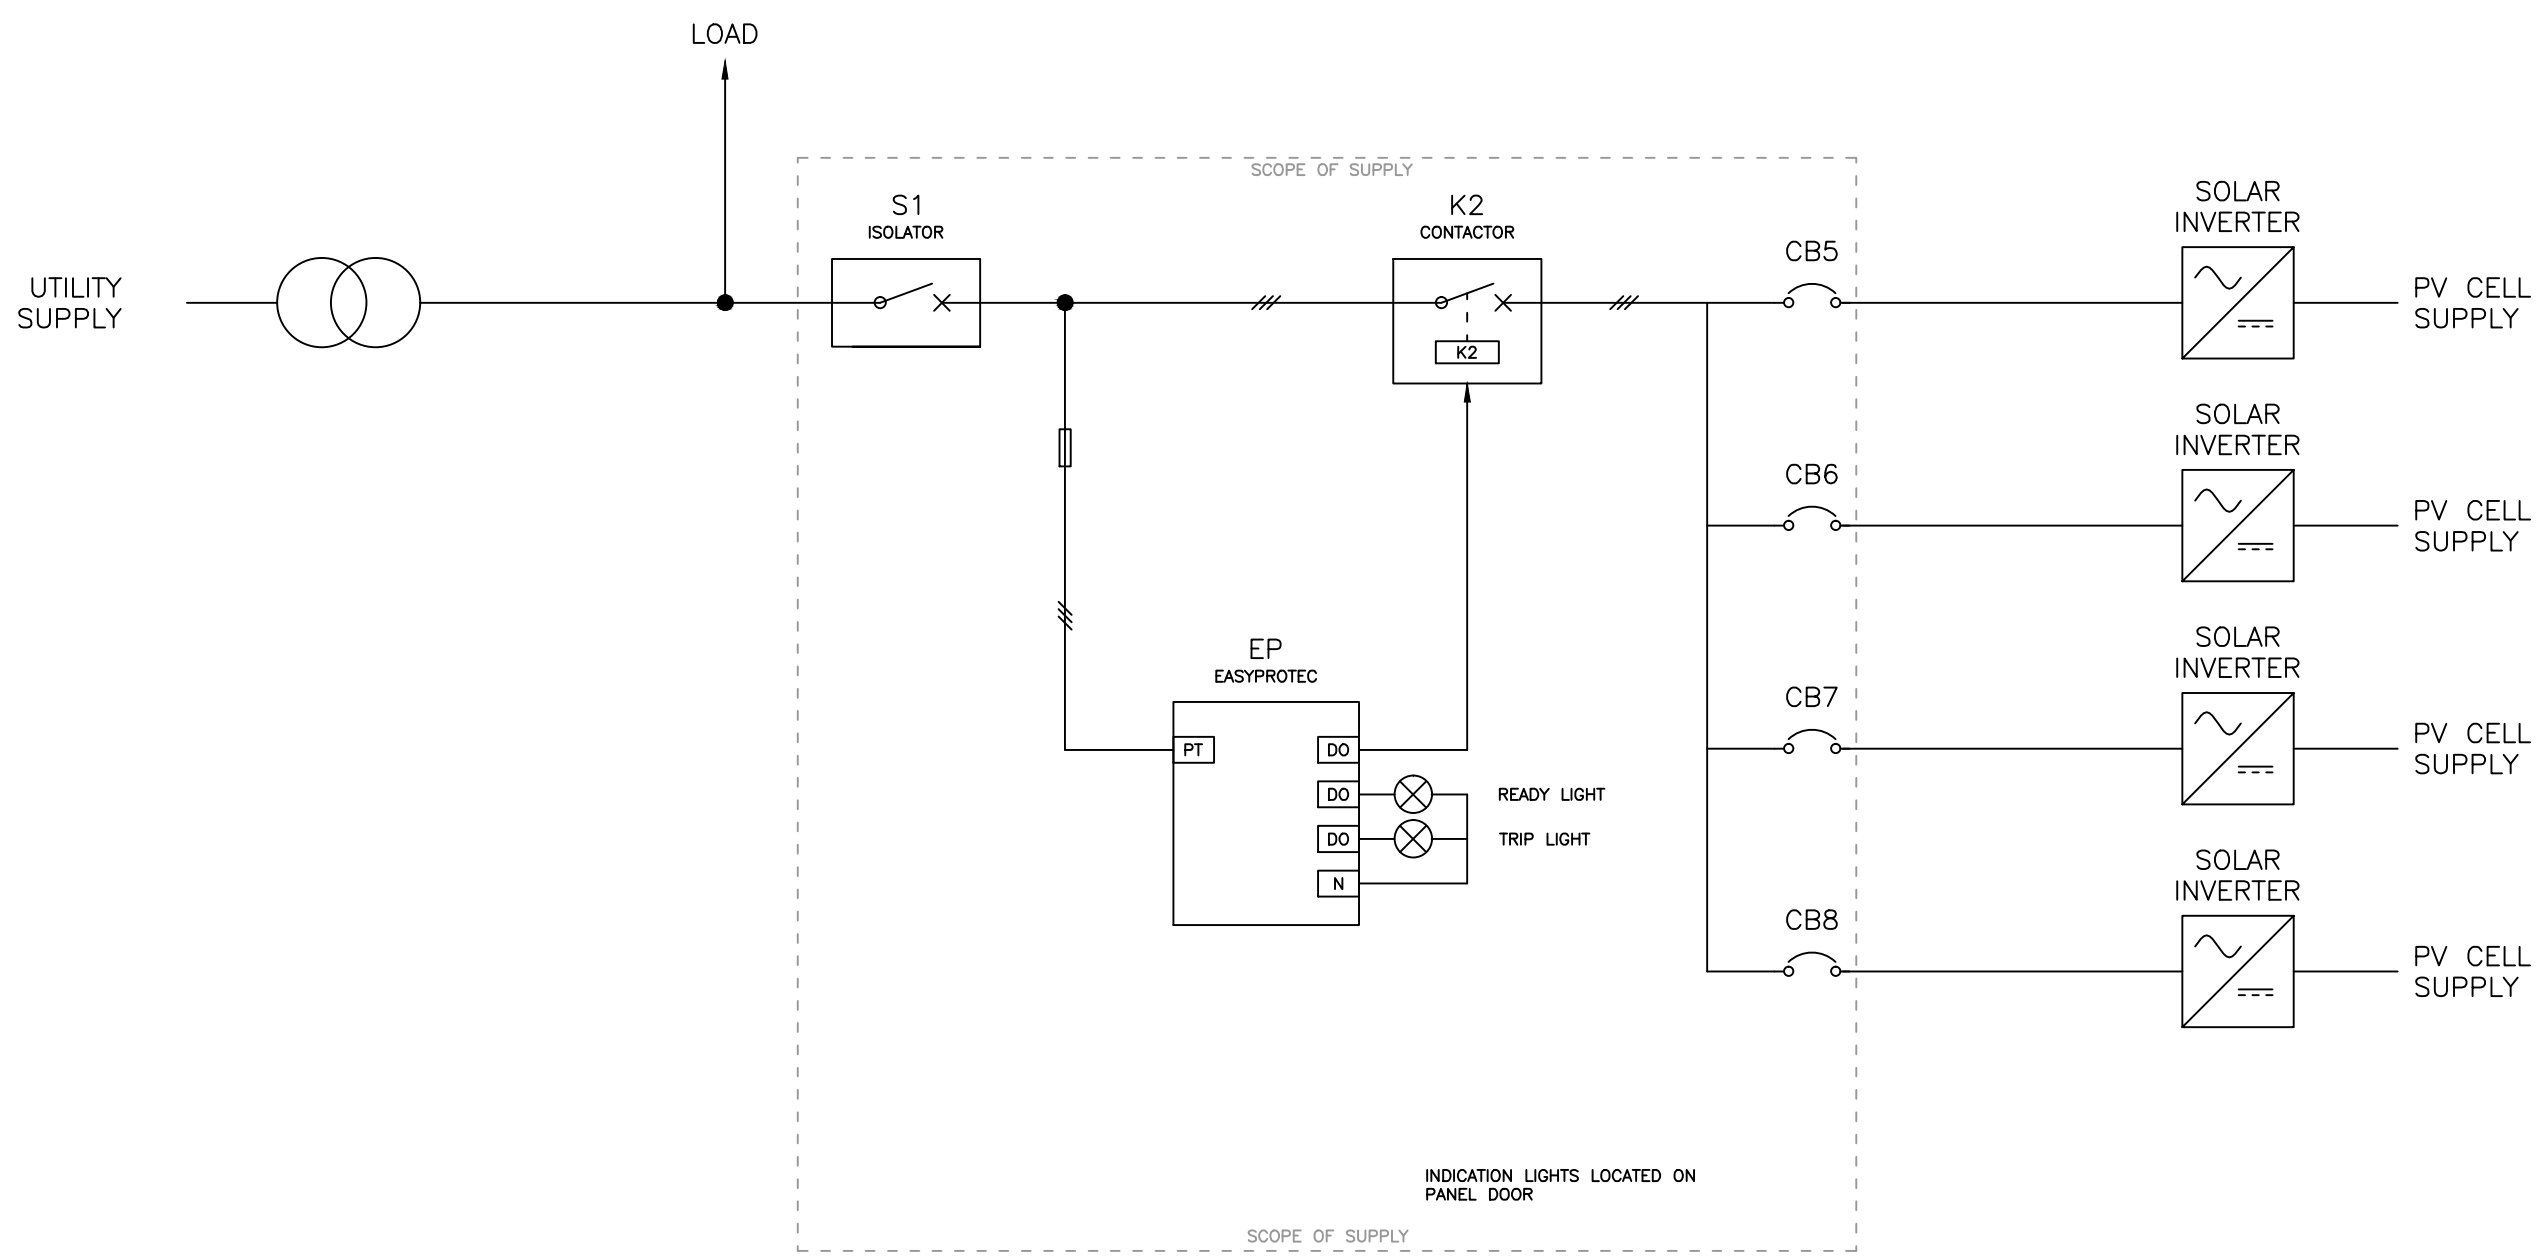 LOAD
SCOPE OF SUPPLY
S1
ISOLATOR
K2
CONTACTOR
K2
UTILITY
SUPPLY
CB5
SOLAR
INVERTER
PV CELL
SUPPLY
CB6
SOLAR
INVERTER
PV CELL
SUPPLY
EP
EASYPROTEC
PT
DO
DO
READY LIGHT
DO
TRIP LIGHT
N
CB7
SOLAR
INVERTER
PV CELL
SUPPLY
CB8
SOLAR
INVERTER
PV CELL
SUPPLY
INDICATION LIGHTS LOCATED ON
PANEL DOOR
SCOPE OF SUPPLY